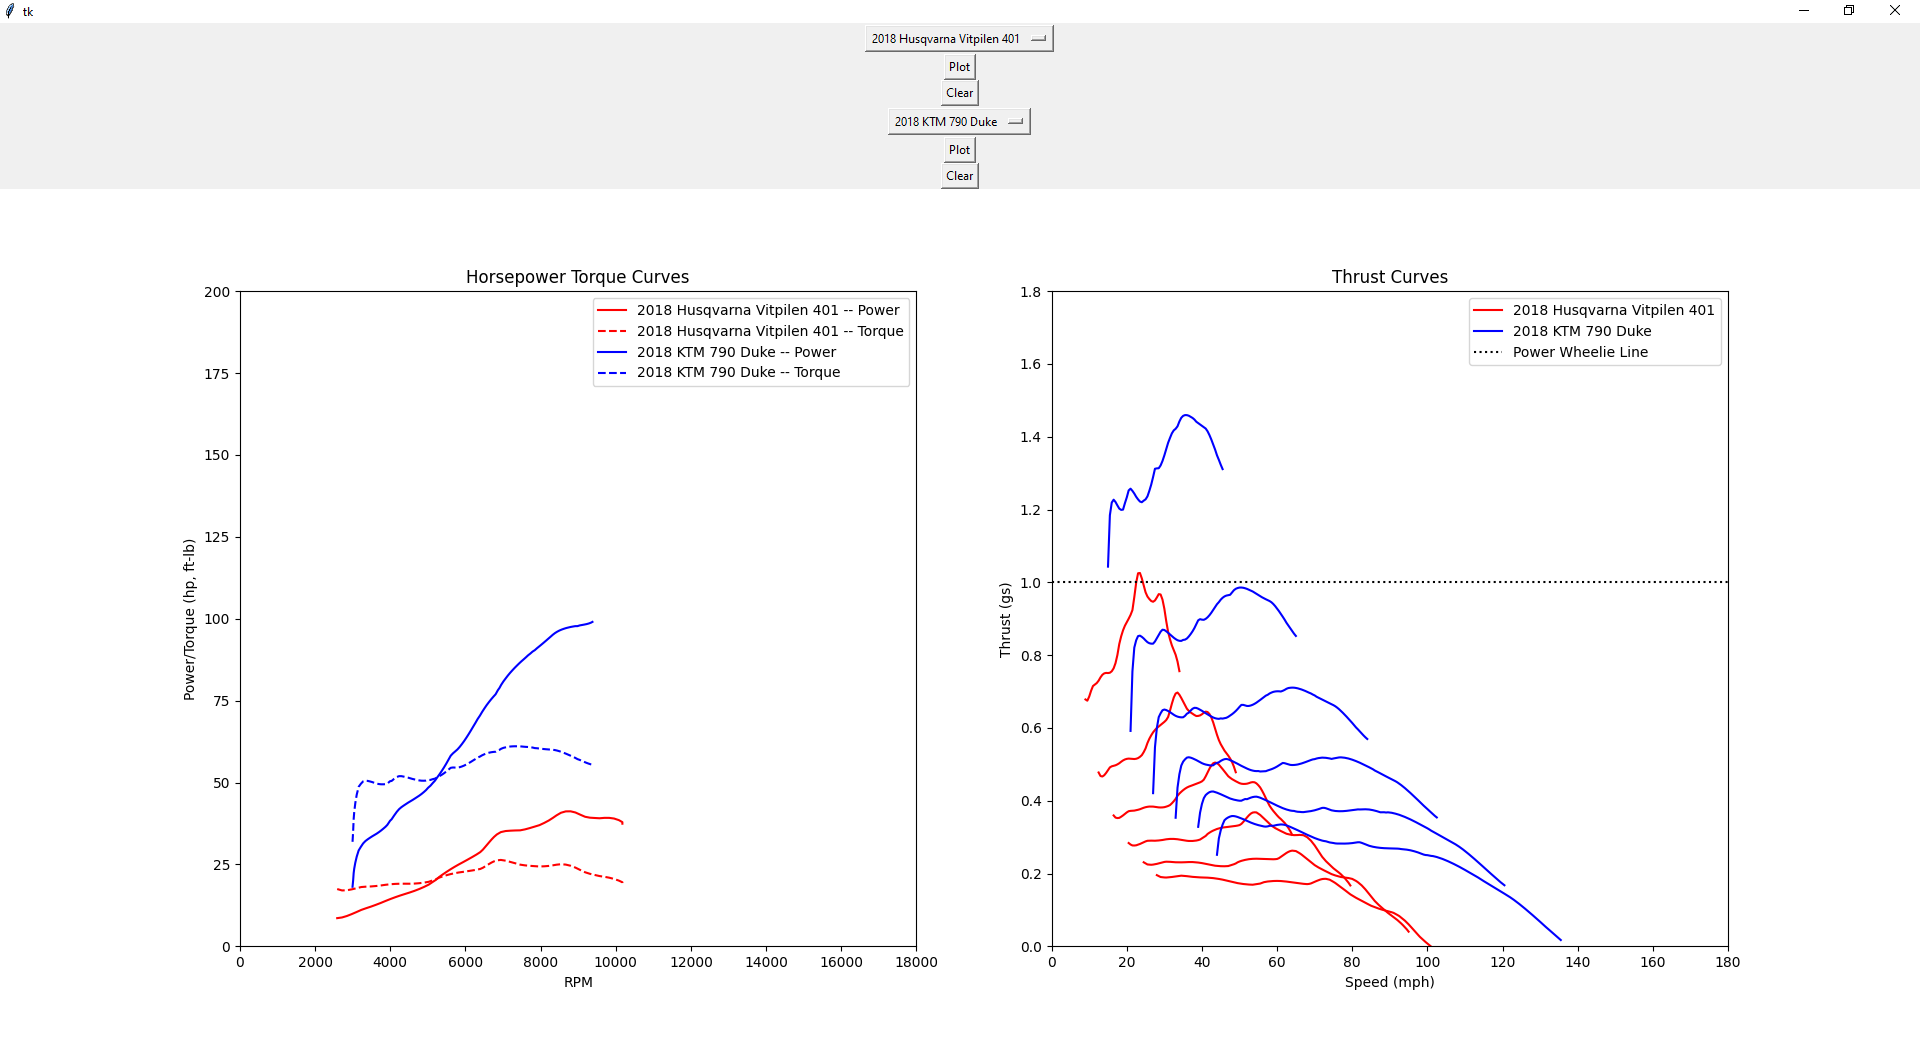 tk
2018 Husqvarna Vitpilen 401
Plot
Clear
2018 KTM 790 Duke
Plot
Clear
Horsepower Torque Curves
200
175
150
125
100
75
50
25
0
Power/Torque (hp, ft-lb)
2018 Husqvarna Vitpilen 401 -- Power
2018 Husqvarna Vitpilen 401 -- Torque
2018 KTM 790 Duke -- Power
2018 KTM 790 Duke -- Torque
0 2000 4000 6000 8000 10000 12000 14000 16000 18000
RPM
Thrust Curves
1.8
1.6
1.4
1.2
1.0
0.8
0.6
0.4
0.2
0.0
Thrust (gs)
2018 Husqvarna Vitpilen 401
2018 KTM 790 Duke
Power Wheelie Line
0 20 40 60 80 100 120 140 160 180
Speed (mph)